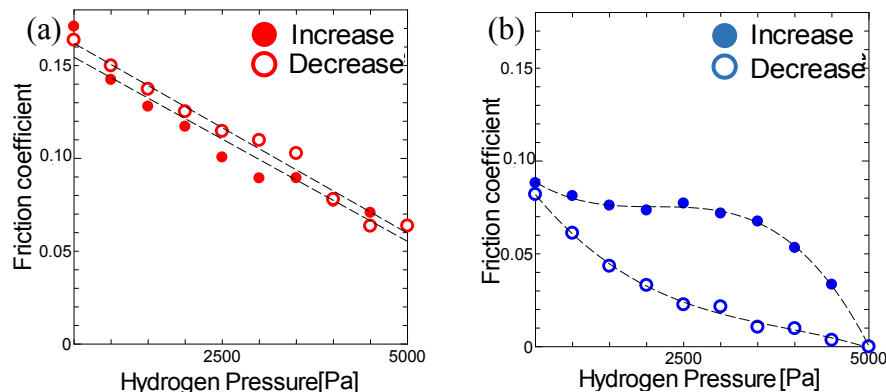 (a)
Increase
Decrease
0.15
0.10
0.05
0
2500
5000
Friction coefficient
Hydrogen Pressure[Pa]
(b)
Increase
Decrease
0.15
0.10
0.05
0
2500
5000
Friction coefficient
Hydrogen Pressure[Pa]